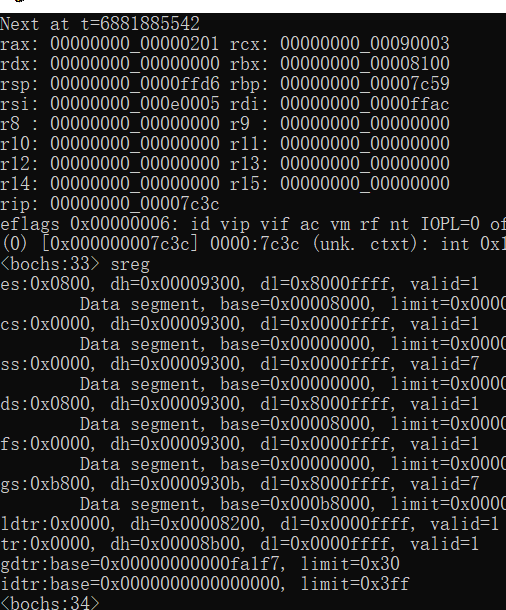 Next at t=6881885542
rax: 00000000_00000201 rcx: 00000000_00090003
rdx: 00000000_00000000 rbx: 00000000_00008100
rsp: 00000000_0000ffd6 rbp: 00000000_00007c59
rsi: 00000000_000e0005 rdi: 00000000_0000ffac
r8 : 00000000_00000000 r9 : 00000000_00000000
r10: 00000000_00000000 r11: 00000000_00000000
r12: 00000000_00000000 r13: 00000000_00000000
r14: 00000000_00000000 r15: 00000000_00000000
rip: 00000000_00007c3c
eflags 0x00000006: id vip vif ac vm rf nt IOPL=0 of
(0) [0x000000007c3c] 0000:7c3c (unk. ctxt): int 0x1
<bochs:33> sreg
es:0x0800, dh=0x00009300, dl=0x8000ffff, valid=1
Data segment, base=0x00008000, limit=0x0000
cs:0x0000, dh=0x00009300, dl=0x0000ffff, valid=1
Data segment, base=0x00000000, limit=0x0000
ss:0x0000, dh=0x00009300, dl=0x0000ffff, valid=7
Data segment, base=0x00000000, limit=0x0000
ds:0x0800, dh=0x00009300, dl=0x8000ffff, valid=1
Data segment, base=0x00008000, limit=0x0000
fs:0x0000, dh=0x00009300, dl=0x0000ffff, valid=1
Data segment, base=0x00000000, limit=0x0000
gs:0xb800, dh=0x0000930b, dl=0x8000ffff, valid=7
Data segment, base=0x000b8000, limit=0x0000
ldtr:0x0000, dh=0x00008200, dl=0x0000ffff, valid=1
tr:0x0000, dh=0x00008b00, dl=0x0000ffff, valid=1
gdtr:base=0x00000000000fa1f7, limit=0x30
idtr:base=0x0000000000000000, limit=0x3ff
<bochs:34>